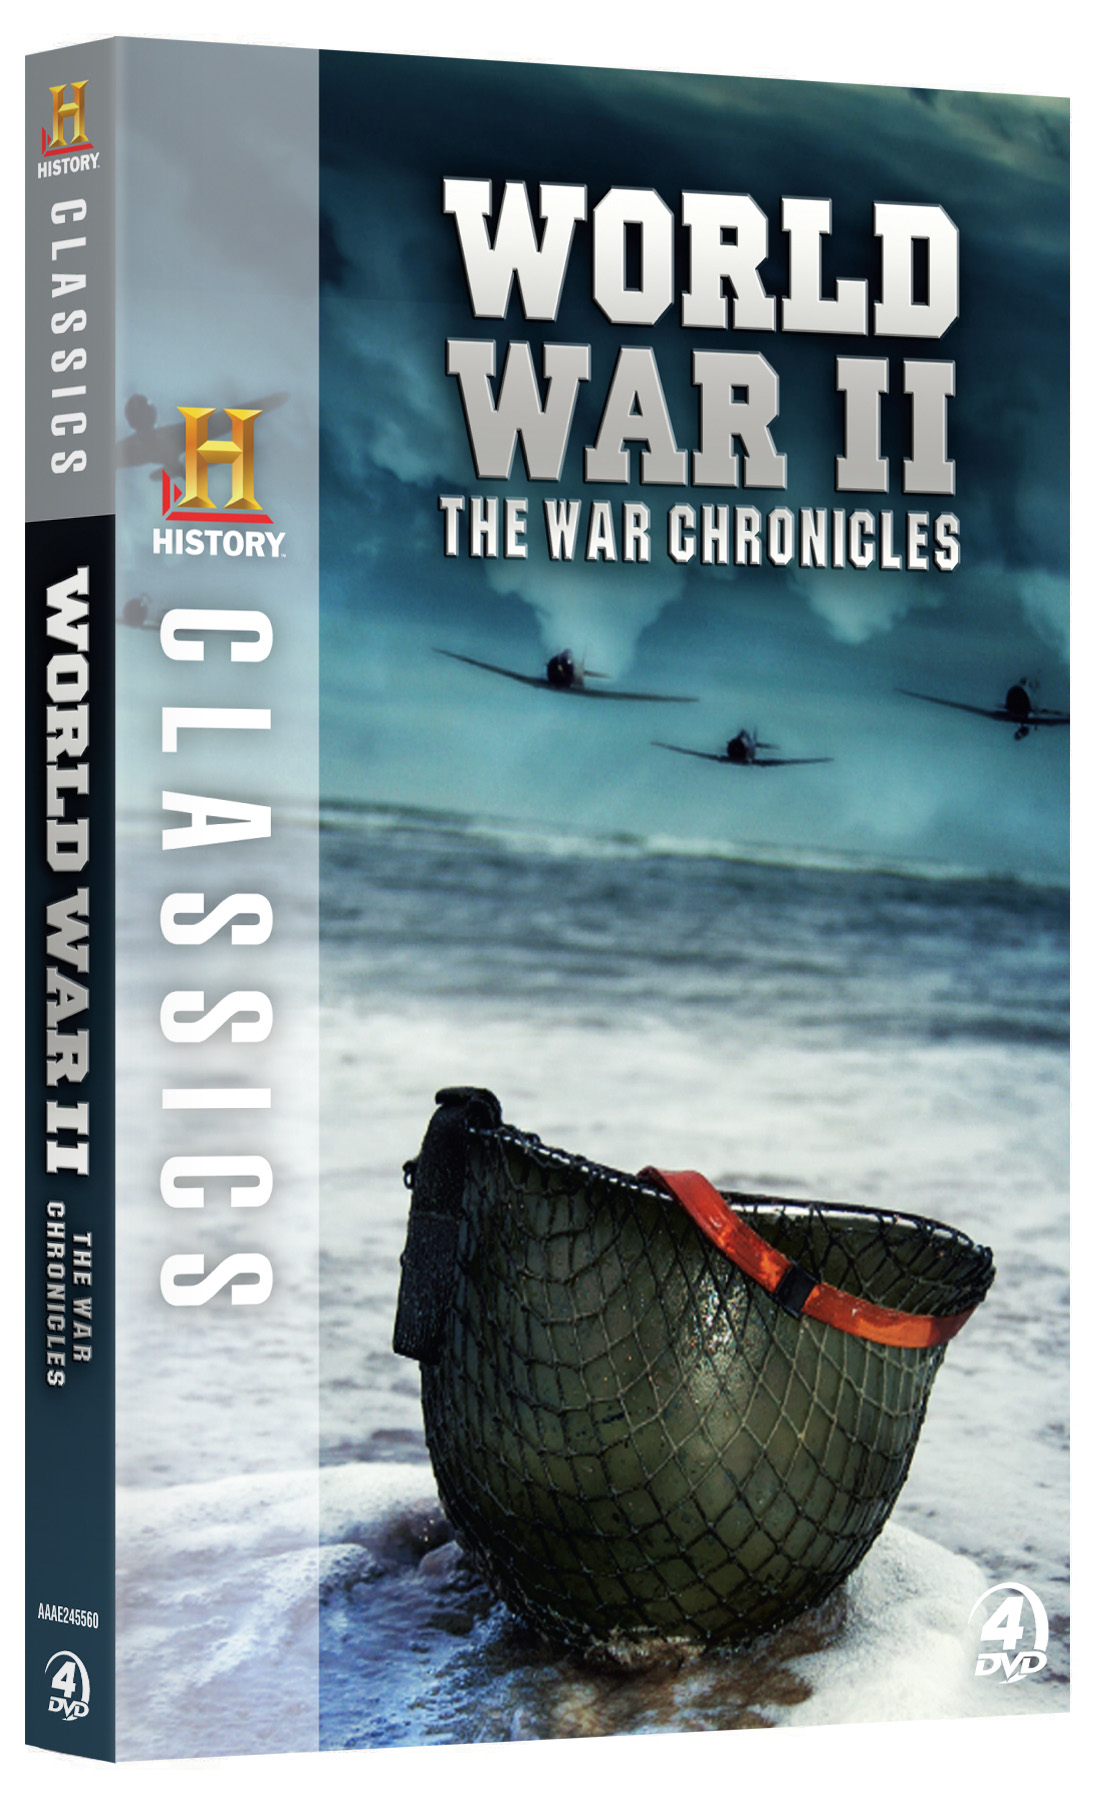 H
HISTORY
CLASSICS
WORLD WAR II
THE WAR
CHRONICLES
AAAE245560
4
DVD
H
HISTORY
CLASSICS
WORLD
WAR II
THE WAR CHRONICLES
4
DVD